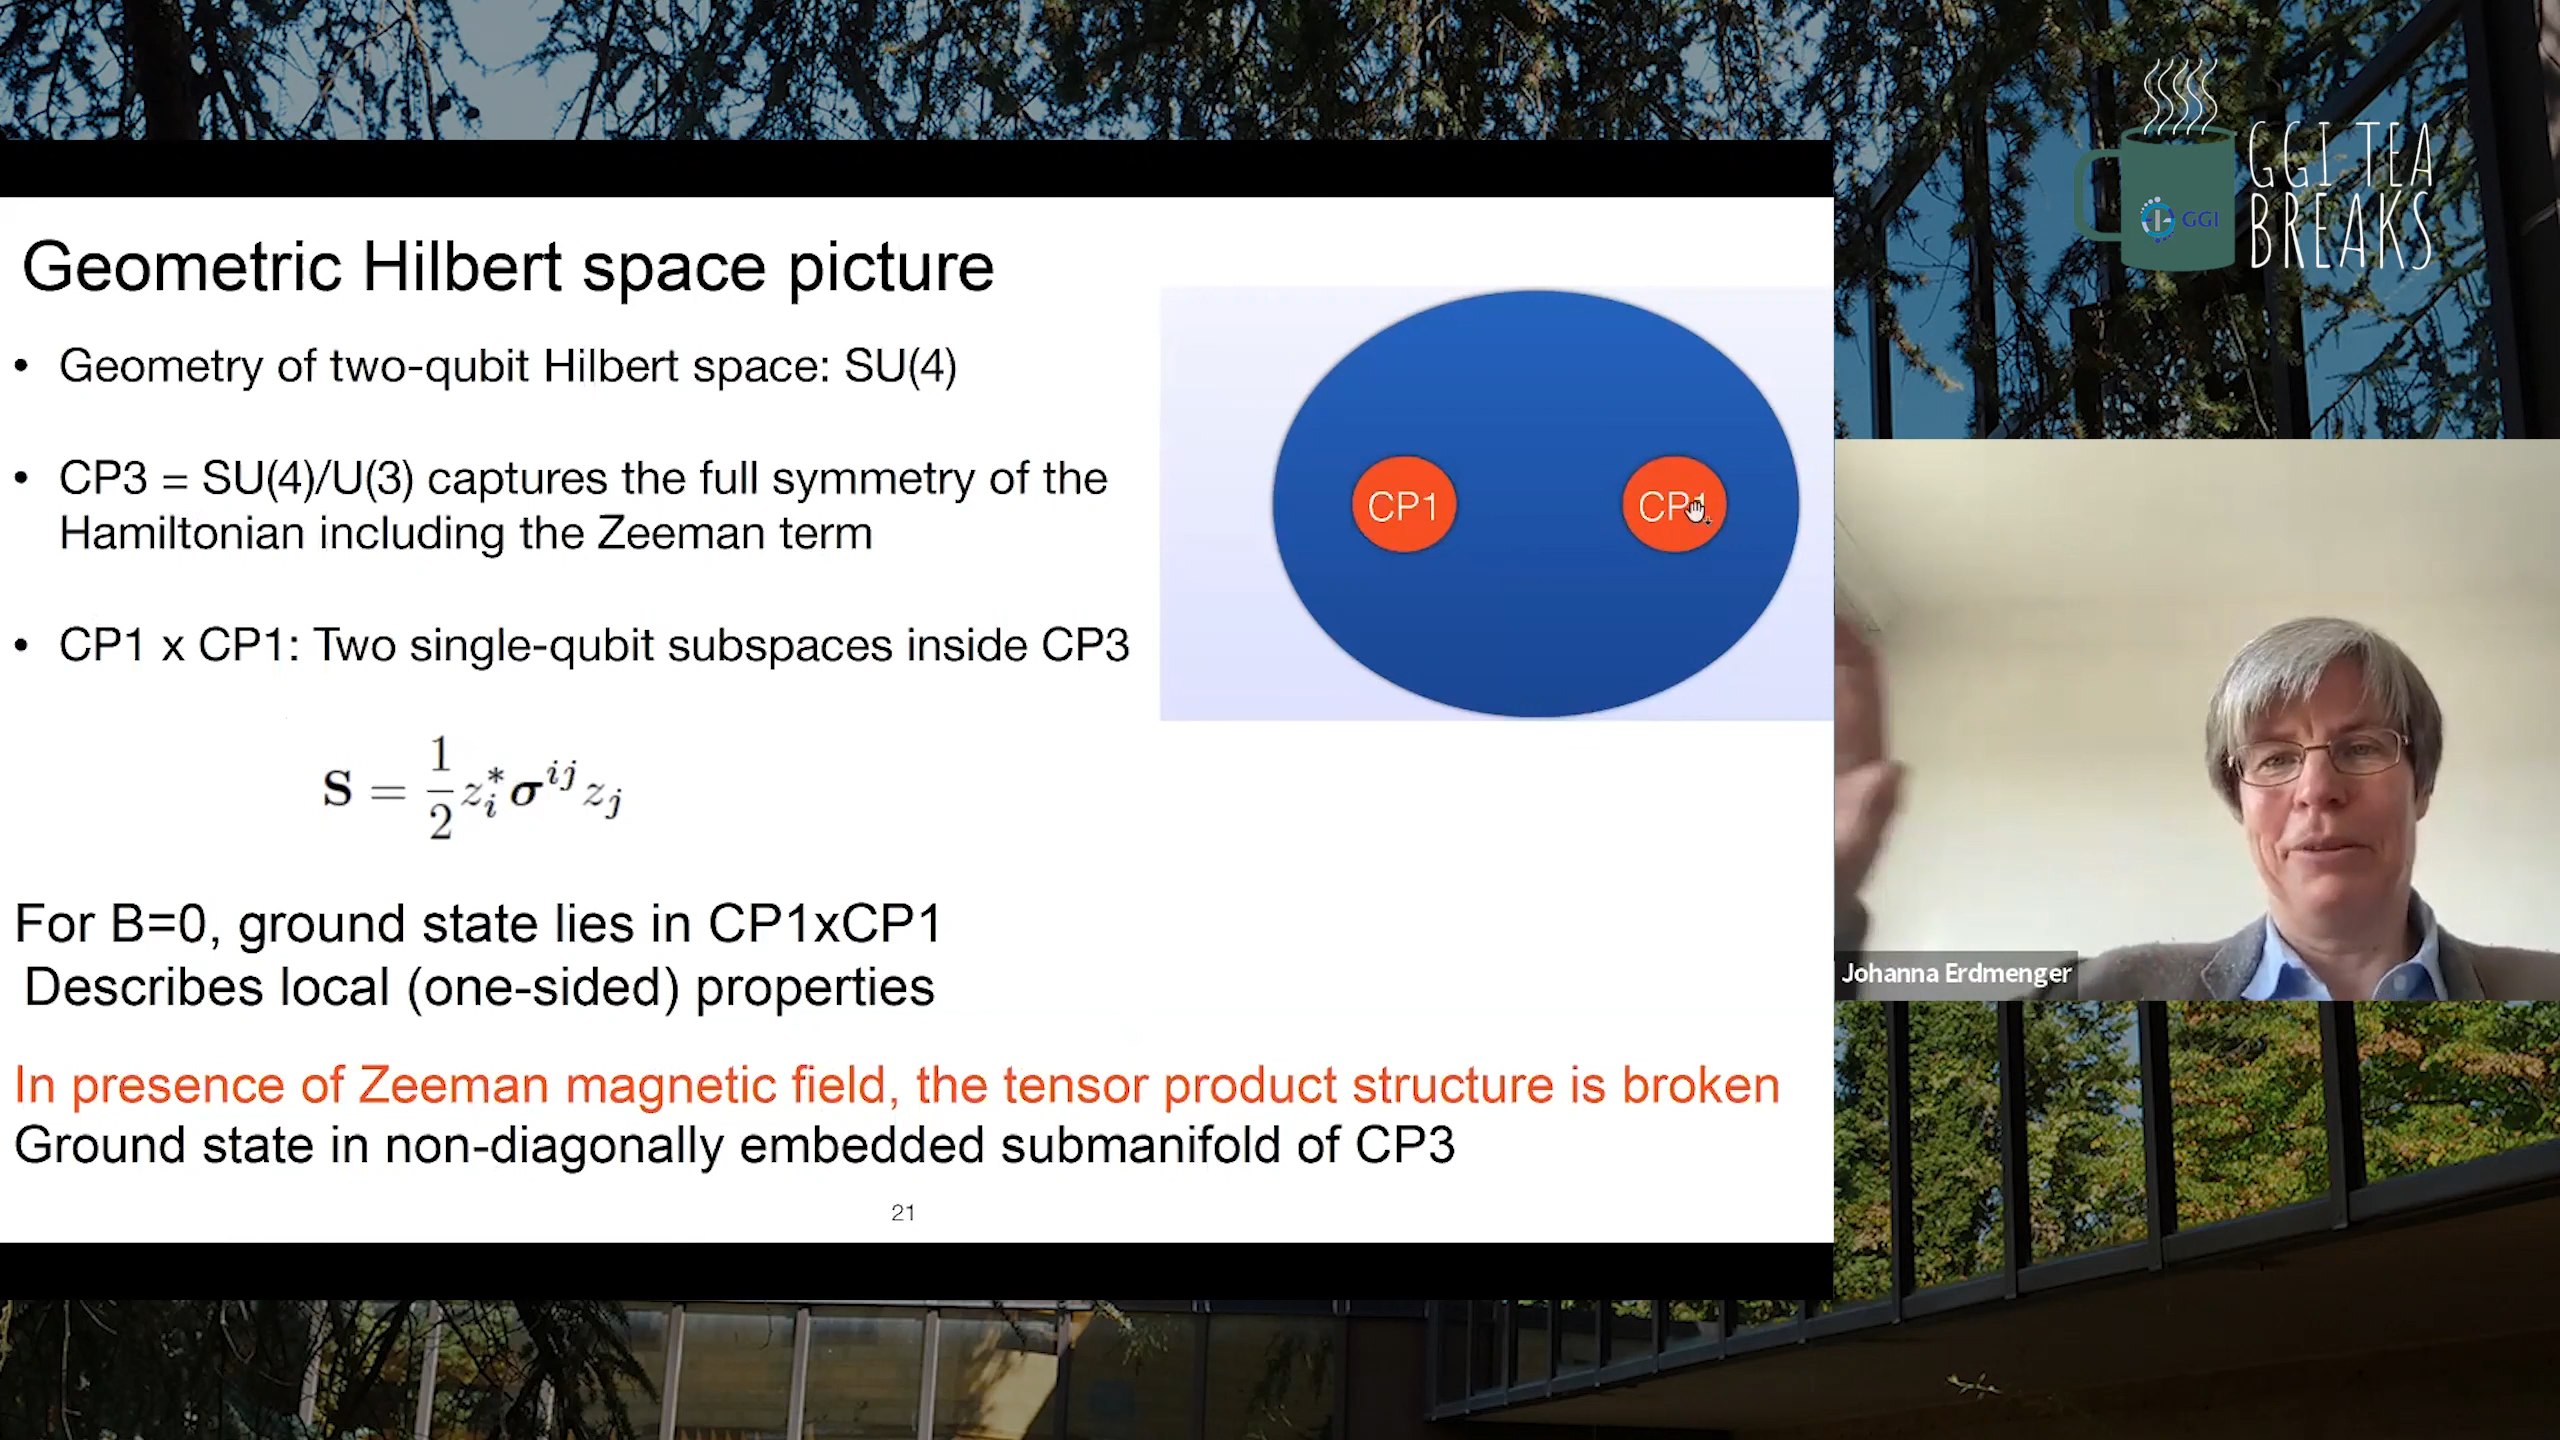 GGI TEA
BREAKS
GGI
Geometric Hilbert space picture
• Geometry of two-qubit Hilbert space: SU(4)
• CP3 = SU(4)/U(3) captures the full symmetry of the
Hamiltonian including the Zeeman term
• CP1 x CP1: Two single-qubit subspaces inside CP3
CP1
CP1
S = 1/2 z_i^* σ^{ij} z_j
For B=0, ground state lies in CP1xCP1
Describes local (one-sided) properties
In presence of Zeeman magnetic field, the tensor product structure is broken
Ground state in non-diagonally embedded submanifold of CP3
21
Johanna Erdmenger